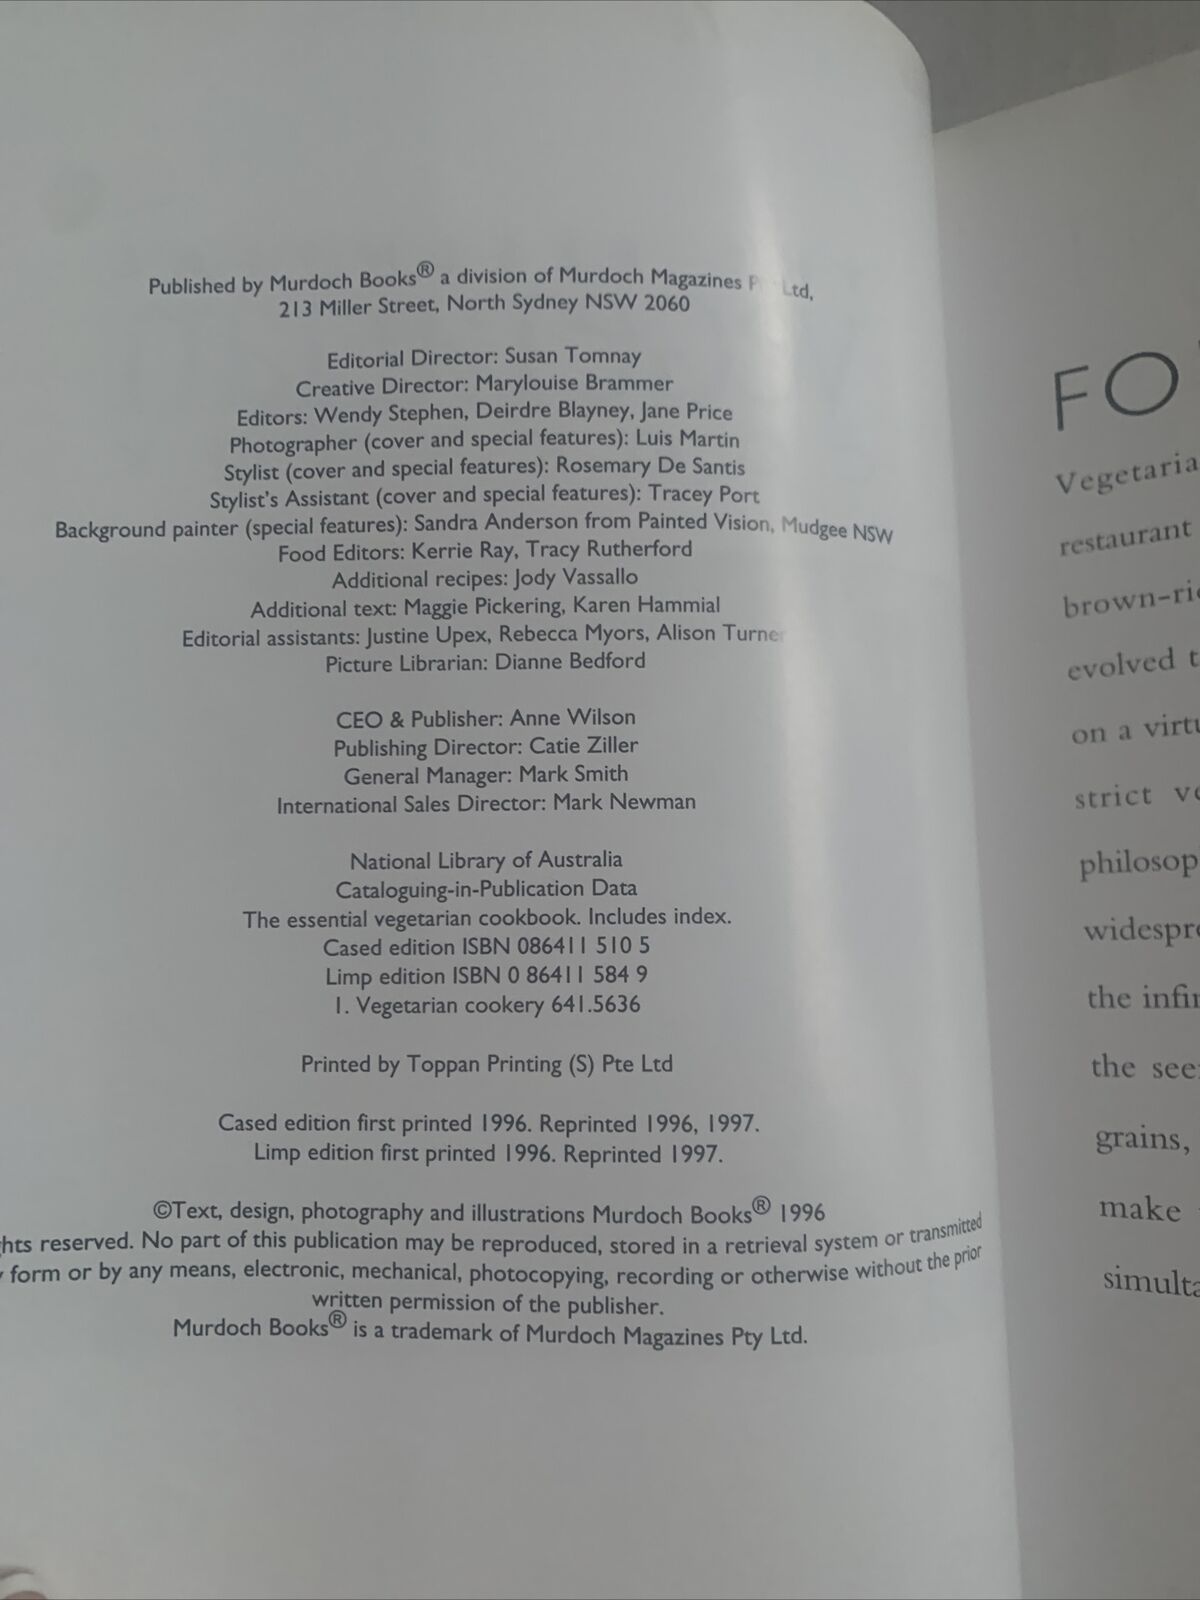 Published by Murdoch Books® a division of Murdoch Magazines Ltd,
213 Miller Street, North Sydney NSW 2060
Editorial Director: Susan Tomnay
Creative Director: Marylouise Brammer
Editors: Wendy Stephen, Deirdre Blayney, Jane Price
Photographer (cover and special features): Luis Martin
Stylist (cover and special features): Rosemary De Santis
Stylist's Assistant (cover and special features): Tracey Port
Background painter (special features): Sandra Anderson from Painted Vision, Mudgee NSW
Food Editors: Kerrie Ray, Tracy Rutherford
Additional recipes: Jody Vassallo
Additional text: Maggie Pickering, Karen Hammial
Editorial assistants: Justine Upex, Rebecca Myors, Alison Turner
Picture Librarian: Dianne Bedford
CEO & Publisher: Anne Wilson
Publishing Director: Catie Ziller
General Manager: Mark Smith
International Sales Director: Mark Newman
National Library of Australia
Cataloguing-in-Publication Data
The essential vegetarian cookbook. Includes index.
Cased edition ISBN 086411 510 5
Limp edition ISBN 0 86411 584 9
1. Vegetarian cookery 641.5636
Printed by Toppan Printing (S) Pte Ltd
Cased edition first printed 1996. Reprinted 1996, 1997.
Limp edition first printed 1996. Reprinted 1997.
©Text, design, photography and illustrations Murdoch Books® 1996
hts reserved. No part of this publication may be reproduced, stored in a retrieval system or transmitted
form or by any means, electronic, mechanical, photocopying, recording or otherwise without the prior
written permission of the publisher.
Murdoch Books® is a trademark of Murdoch Magazines Pty Ltd.
FO
Vegetaria
restaurant
brown-ri
evolved t
on a virtu
strict ve
philosop
widespre
the infi
the see
grains,
make
simulta